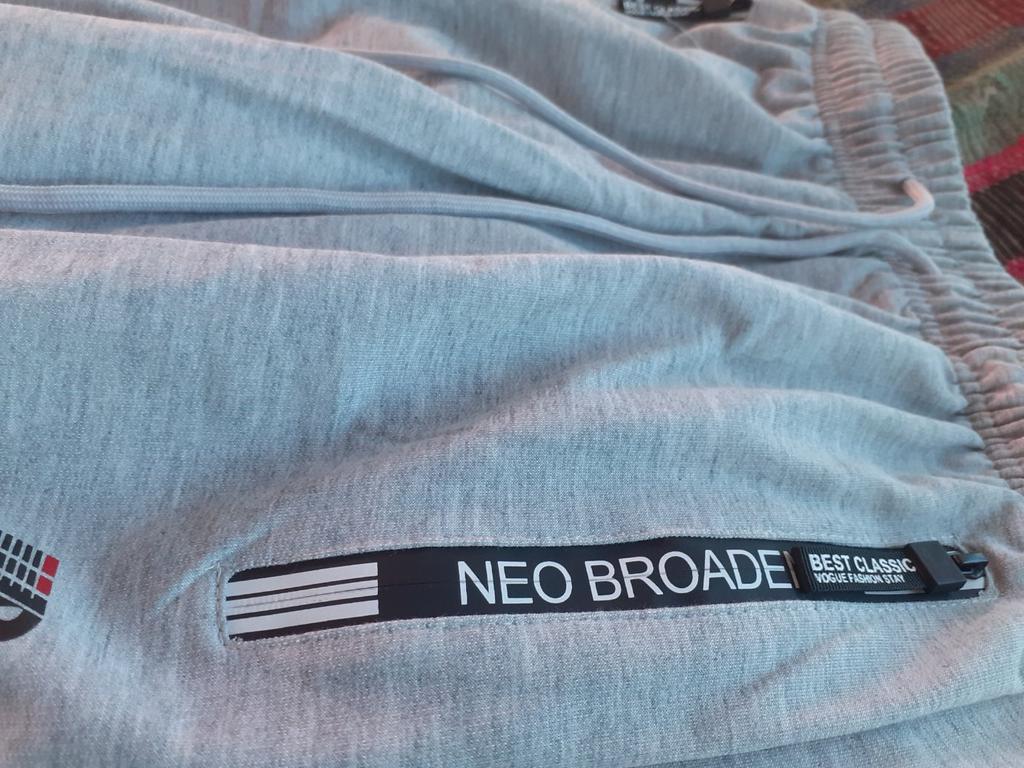 NEO BROADE
BEST CLASSIC
VOGUE FASHION STAY